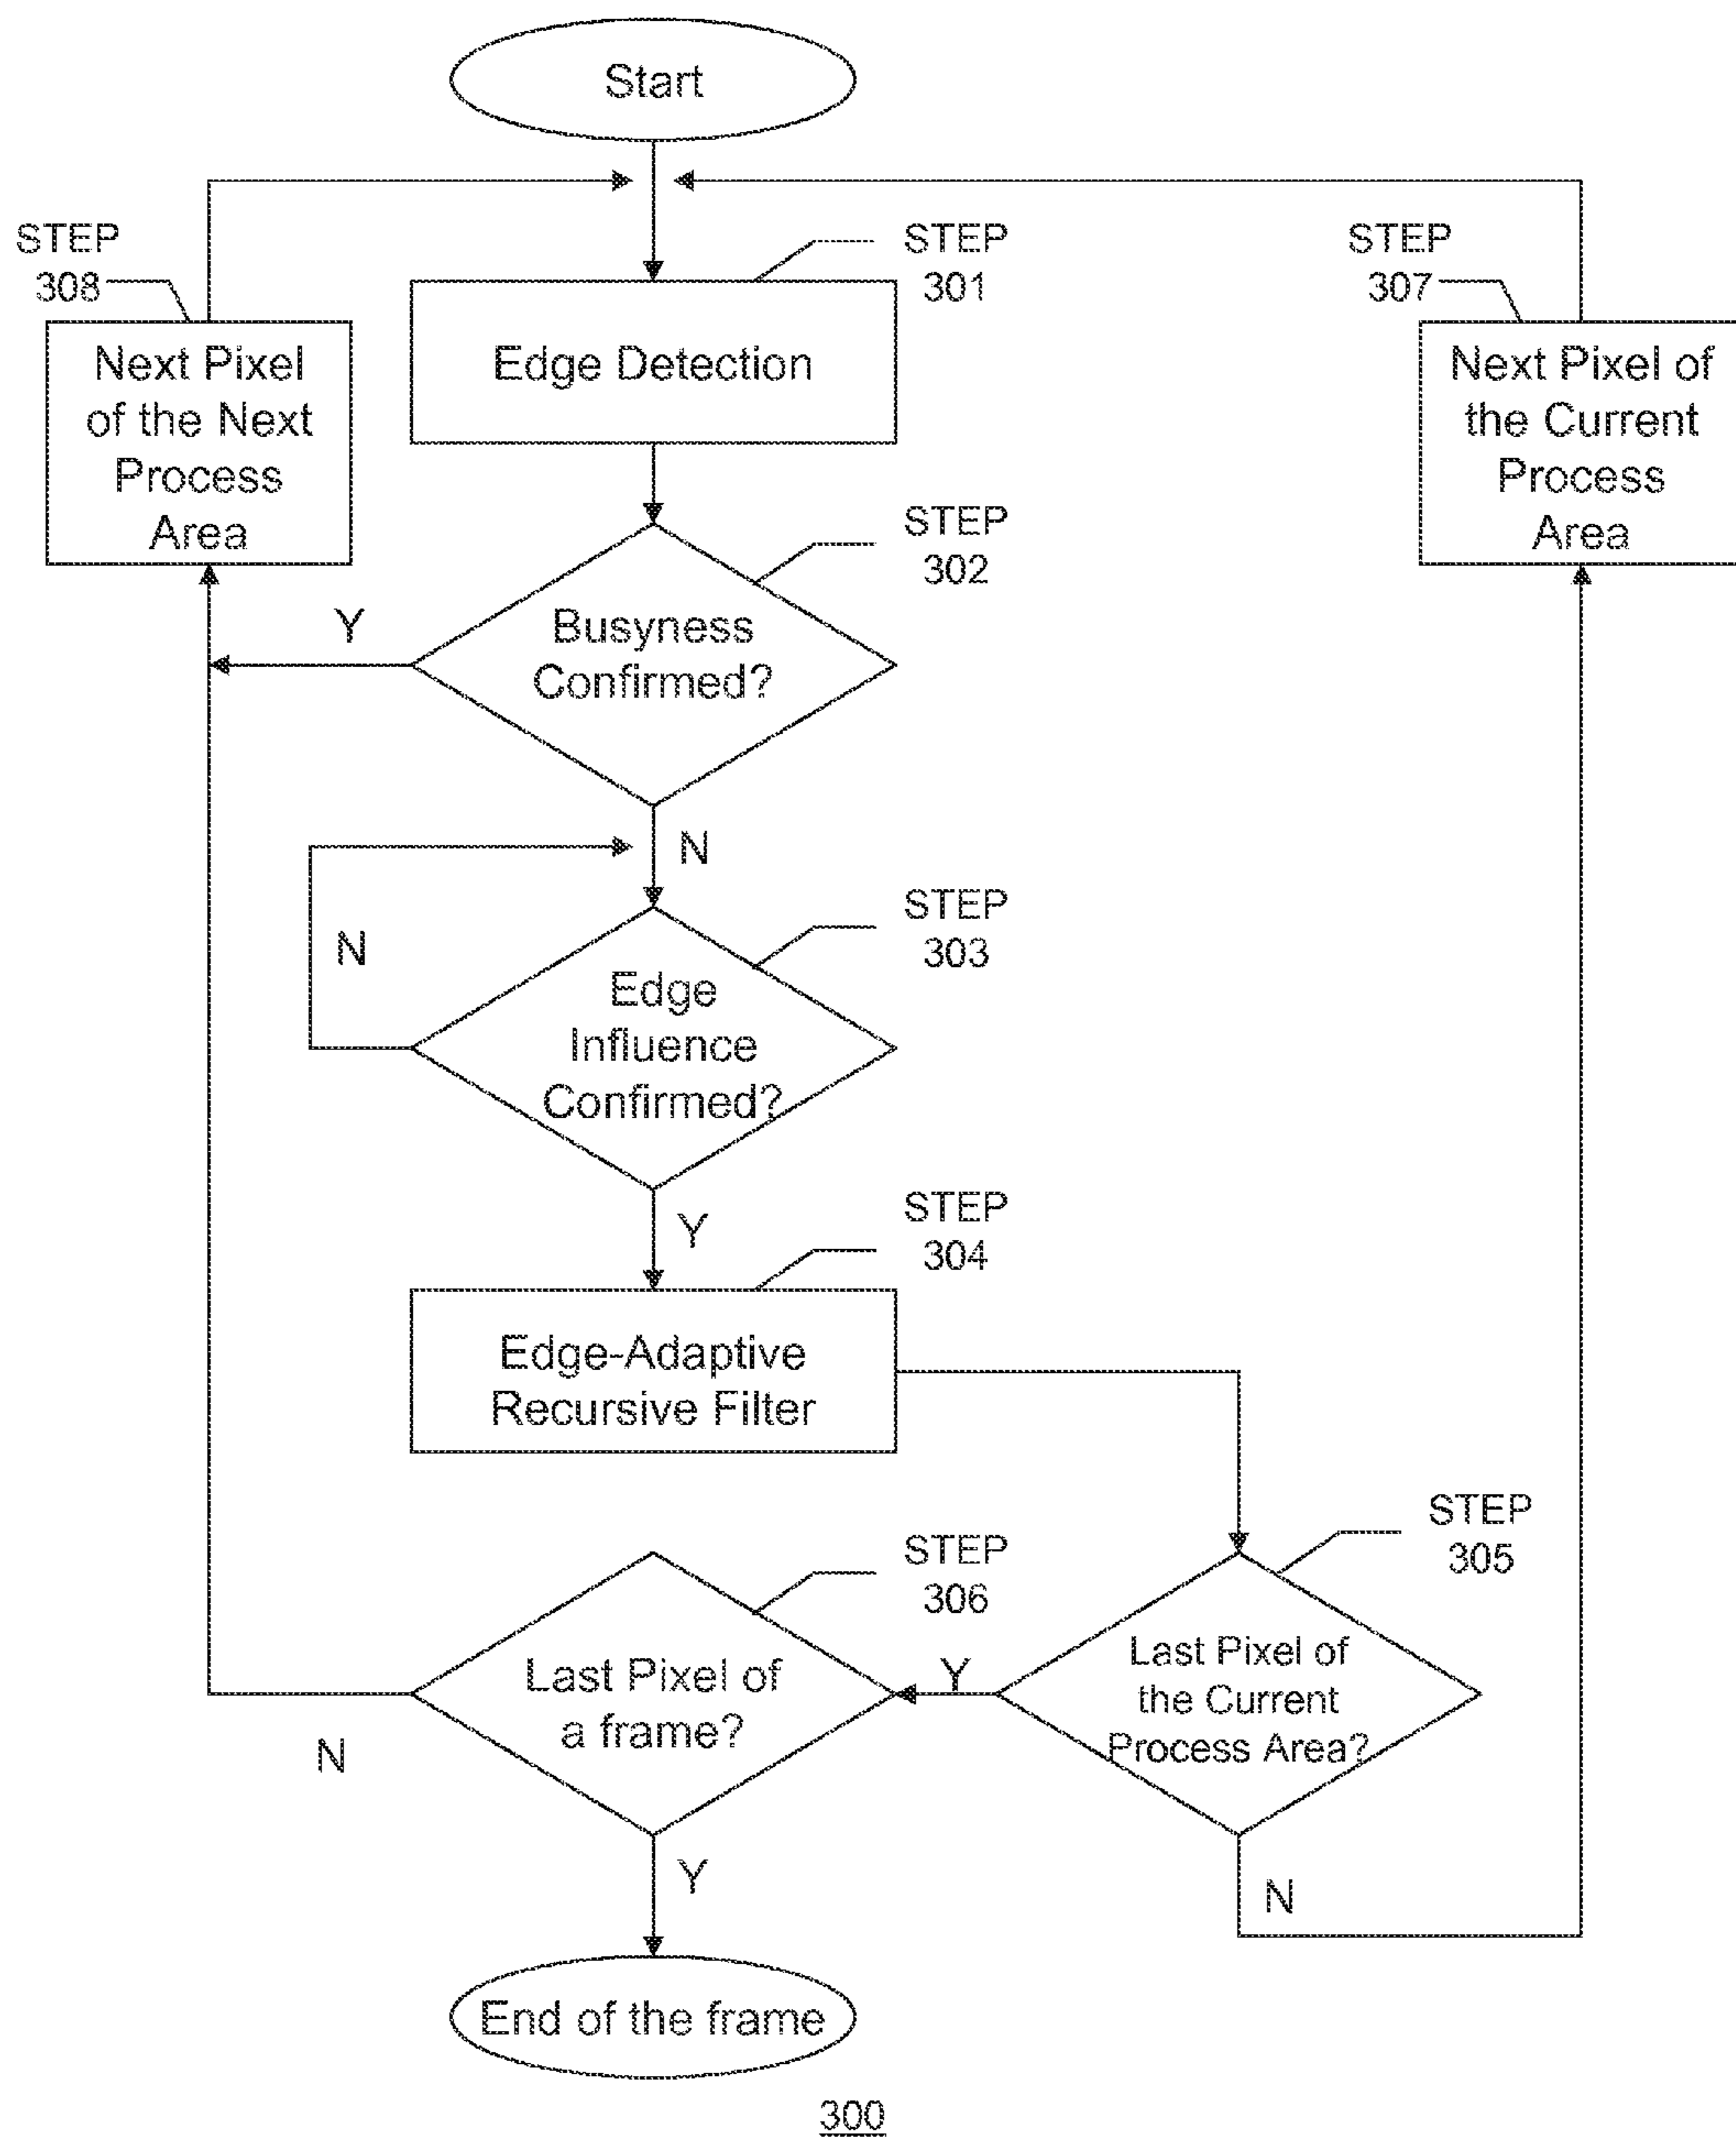 Start
STEP
308
STEP
301
STEP
307
Next Pixel
of the Next
Process
Area
Edge Detection
Next Pixel of
the Current
Process
Area
STEP
302
Y
Busyness
Confirmed?
N
STEP
303
N
Edge
Influence
Confirmed?
Y
STEP
304
Edge-Adaptive
Recursive Filter
STEP
305
STEP
306
Last Pixel of
a frame?
Y
Last Pixel of
the Current
Process Area?
N
Y
N
End of the frame
300